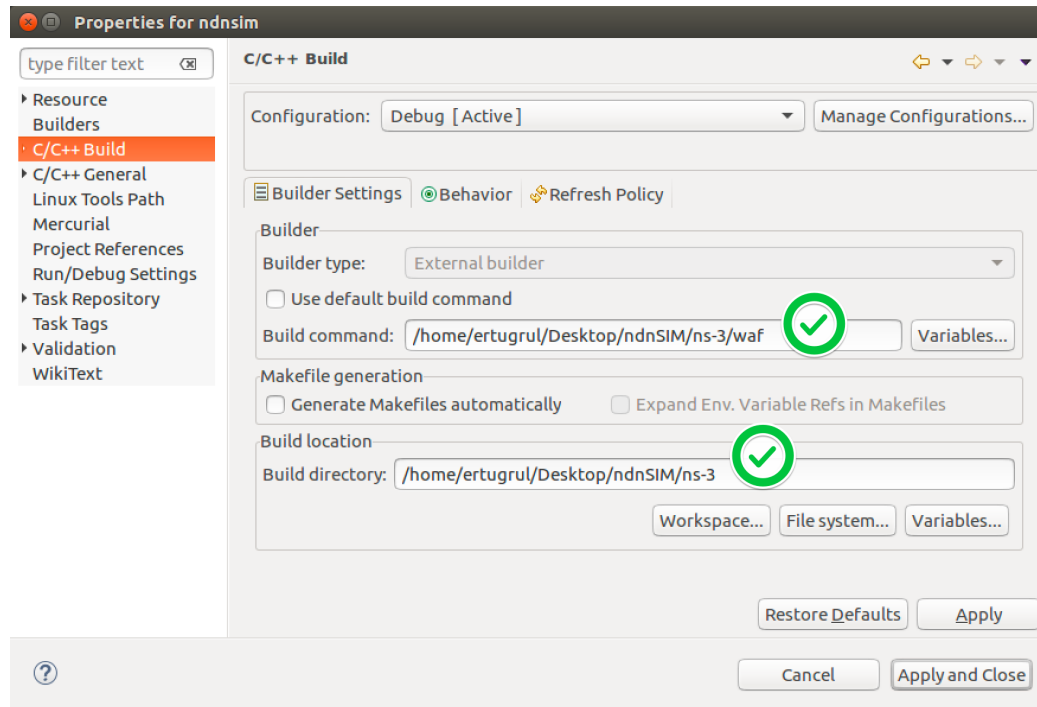 Properties for ndnsim
type filter text
Resource
Builders
C/C++ Build
C/C++ General
Linux Tools Path
Mercurial
Project References
Run/Debug Settings
Task Repository
Task Tags
Validation
WikiText
C/C++ Build
Configuration: Debug [Active] Manage Configurations...
Builder Settings Behavior Refresh Policy
Builder
Builder type: External builder
Use default build command
Build command: /home/ertugrul/Desktop/ndnSIM/ns-3/waf Variables...
Makefile generation
Generate Makefiles automatically Expand Env. Variable Refs in Makefiles
Build location
Build directory: /home/ertugrul/Desktop/ndnSIM/ns-3
Workspace... File system... Variables...
Restore Defaults Apply
? Cancel Apply and Close